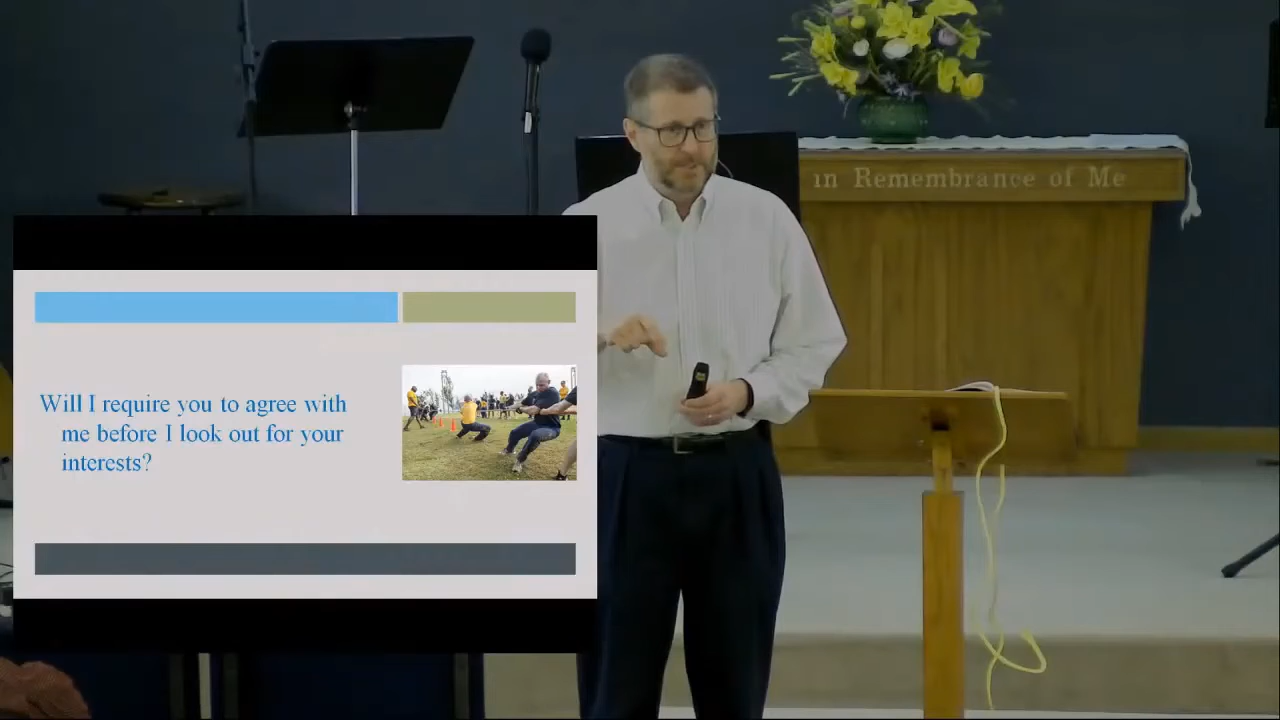 in Remembrance of Me
Will I require you to agree with
me before I look out for your
interests?